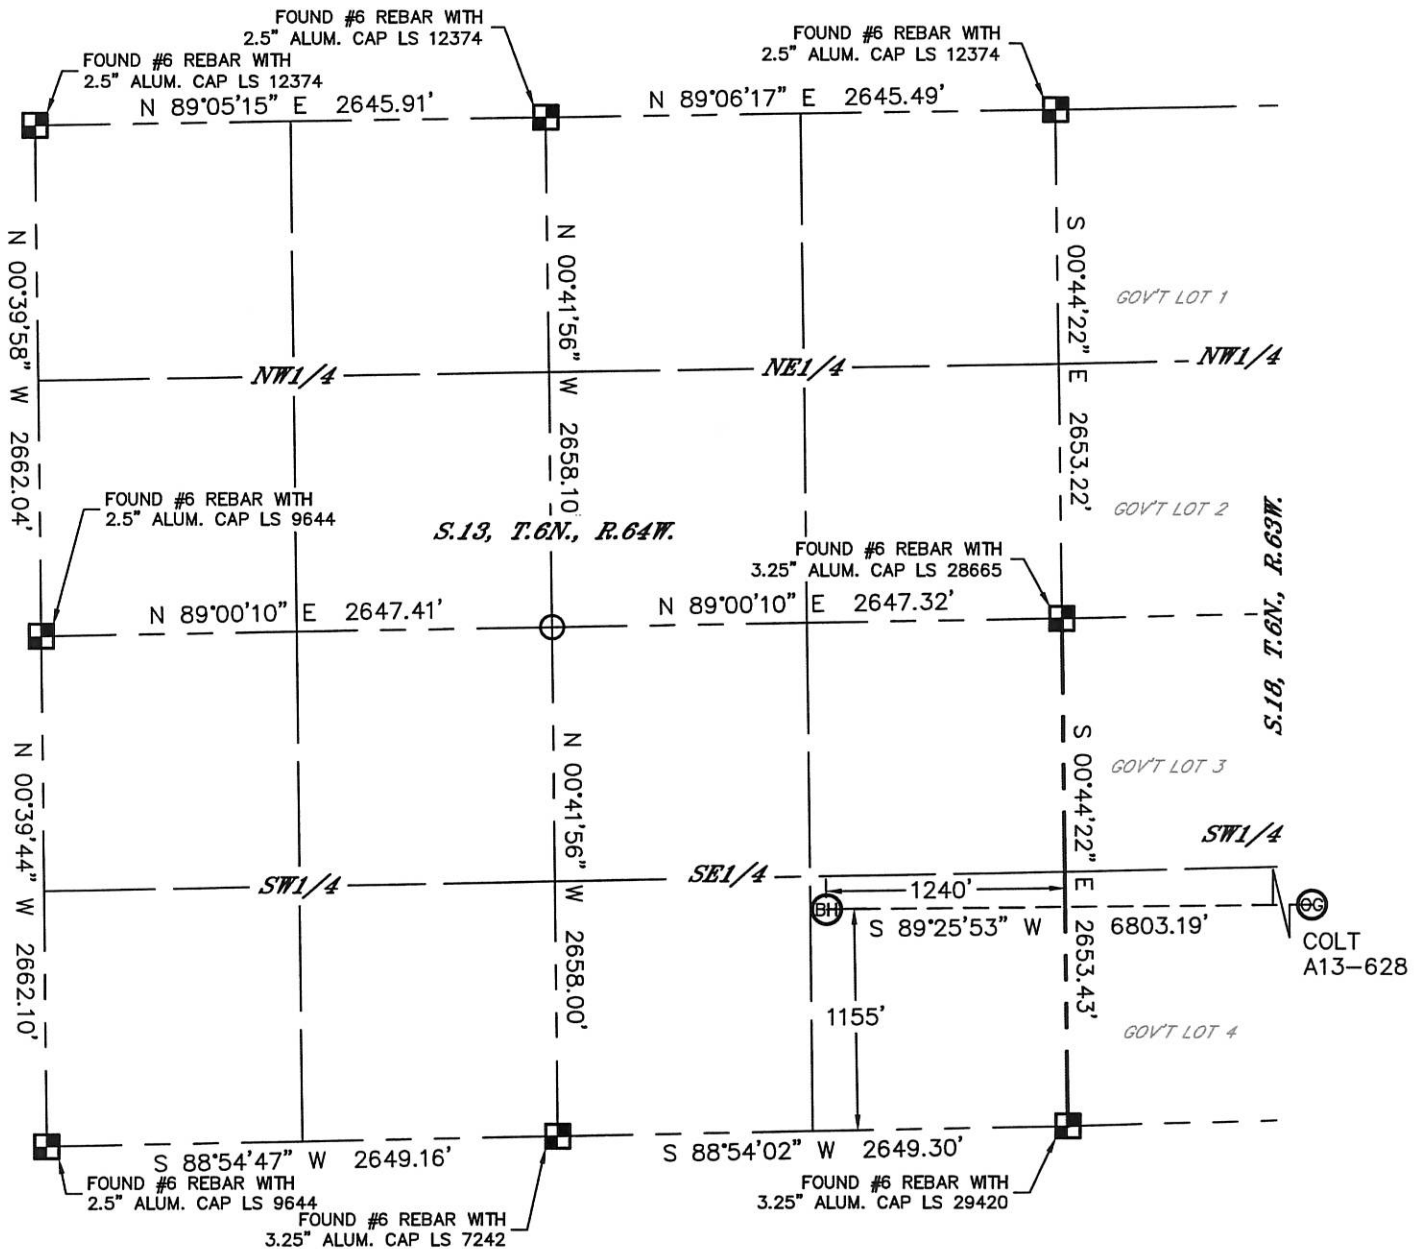 FOUND #6 REBAR WITH
2.5" ALUM. CAP LS 12374
FOUND #6 REBAR WITH
2.5" ALUM. CAP LS 12374
FOUND #6 REBAR WITH
2.5" ALUM. CAP LS 12374
N 89°05'15" E 2645.91'
N 89°06'17" E 2645.49'
N 00°39'58" W 2662.04'
N 00°41'56" W 2658.10'
S 00°44'22" E 2653.22'
GOV'T LOT 1
NW1/4
NE1/4
NW1/4
FOUND #6 REBAR WITH
2.5" ALUM. CAP LS 9644
S.13, T.6N., R.64W.
GOV'T LOT 2
FOUND #6 REBAR WITH
3.25" ALUM. CAP LS 28665
S.18, T.6N., R.63W.
N 89°00'10" E 2647.41'
N 89°00'10" E 2647.32'
N 00°39'44" W 2662.10'
N 00°41'56" W 2658.00'
S 00°44'22" E 2653.43'
GOV'T LOT 3
SW1/4
SE1/4
SW1/4
1240'
BH
OG
S 89°25'53" W 6803.19'
COLT
A13-628
1155'
GOV'T LOT 4
S 88°54'47" W 2649.16'
S 88°54'02" W 2649.30'
FOUND #6 REBAR WITH
2.5" ALUM. CAP LS 9644
FOUND #6 REBAR WITH
3.25" ALUM. CAP LS 7242
FOUND #6 REBAR WITH
3.25" ALUM. CAP LS 29420